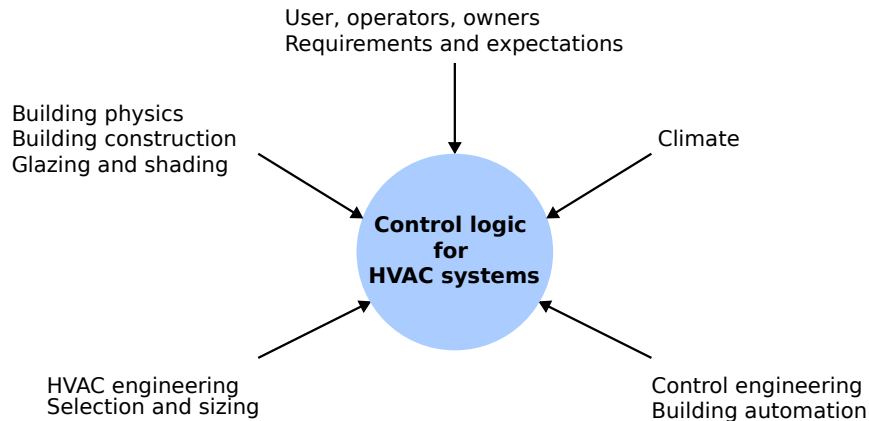 User, operators, owners
Requirements and expectations
Building physics
Building construction
Glazing and shading
Climate
Control logic
for
HVAC systems
HVAC engineering
Selection and sizing
Control engineering
Building automation